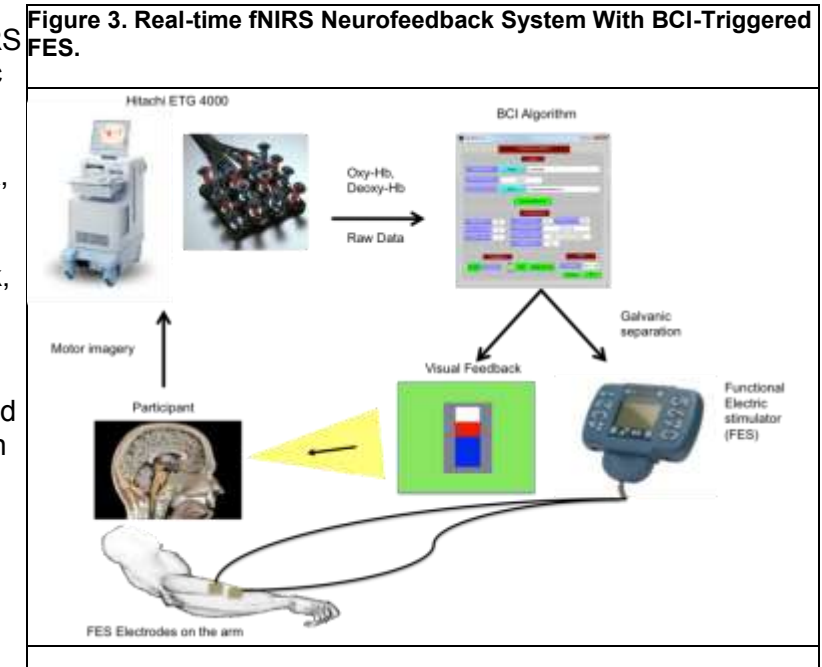 Figure 3. Real-time fNIRS Neurofeedback System With BCI-Triggered
FES.
Hitachi ETG 4000
BCI Algorithm
Oxy-Hb,
Deoxy-Hb
Raw Data
Galvanic
separation
Motor imagery
Visual Feedback
Participant
Functional
Electric
stimulator
(FES)
FES Electrodes on the arm